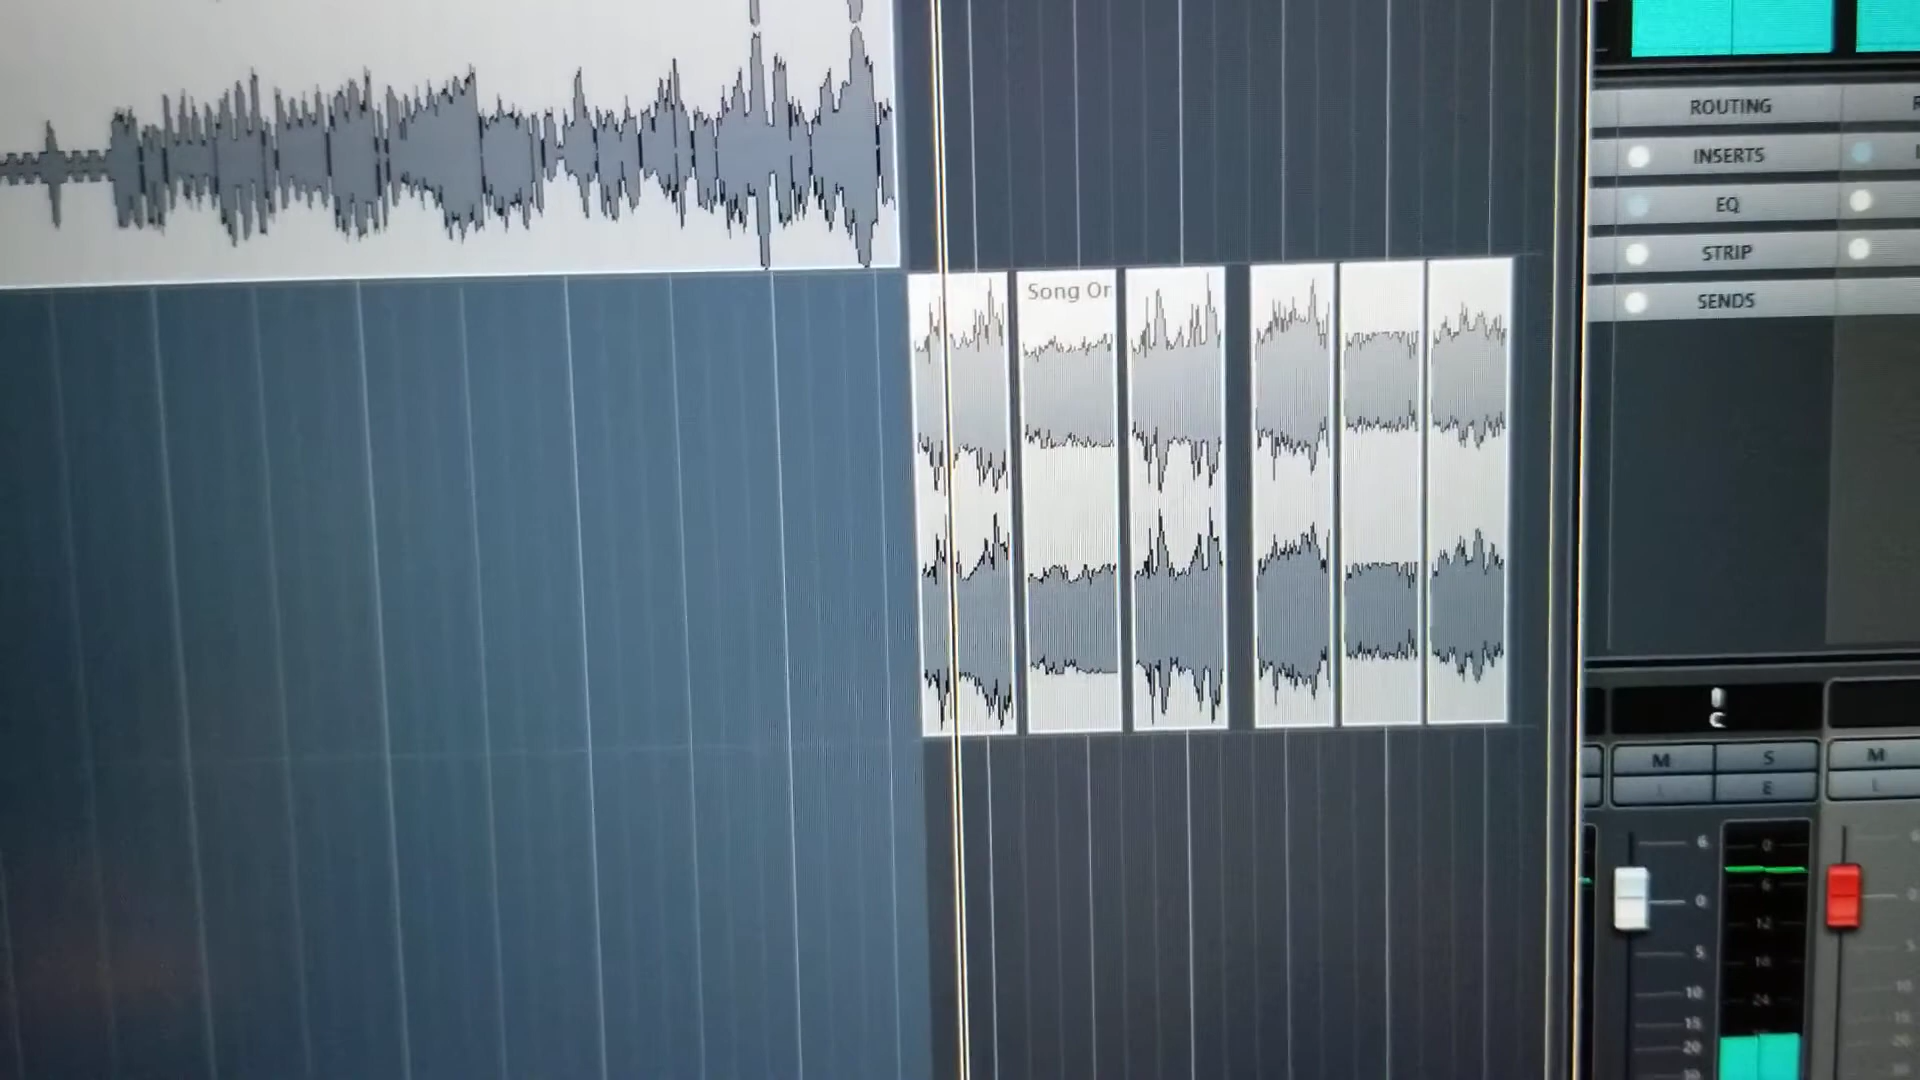 Song Or
ROUTING
INSERTS
EQ
STRIP
SENDS
C
M S M
E L
6 0
0 6
12
5 18
10 24
15
20